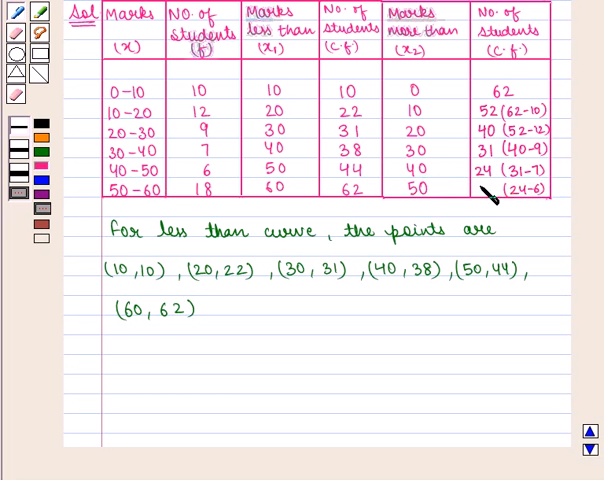 Sol Marks (x) | No. of students (f) | Marks less than (x1) | No. of students (c.f.) | Marks more than (x2) | No. of students (c.f.)
0-10 10 10 10 0 62
10-20 12 20 22 10 52 (62-10)
20-30 9 30 31 20 40 (52-12)
30-40 7 40 38 30 31 (40-9)
40-50 6 50 44 40 24 (31-7)
50-60 18 60 62 50 (24-6)
For less than curve, the points are
(10,10), (20,22), (30,31), (40,38), (50,44),
(60,62)